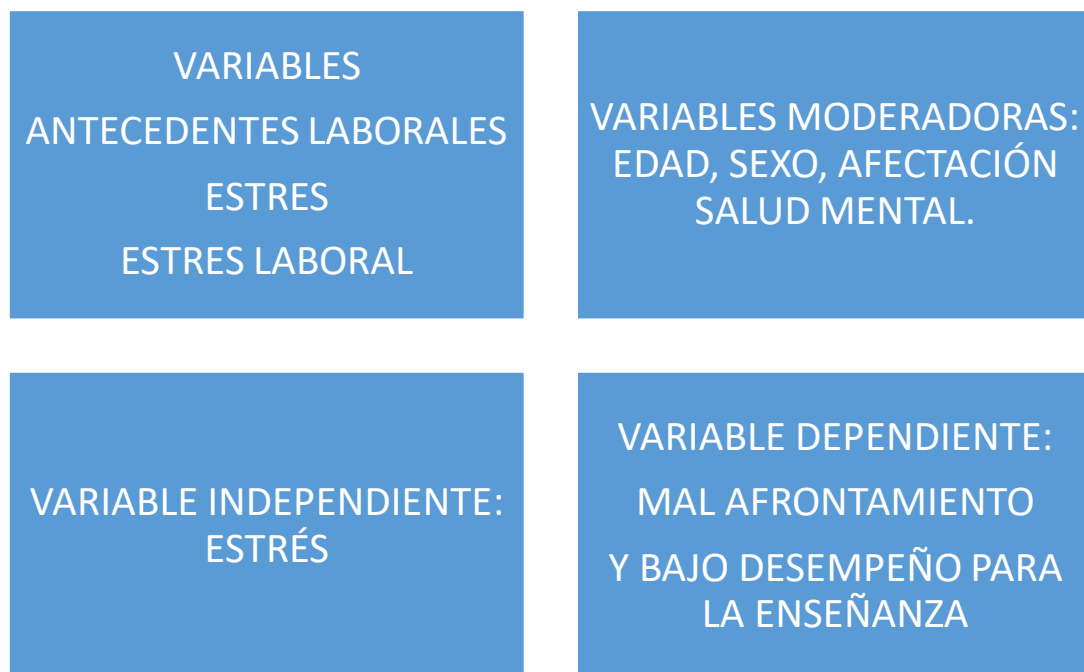 VARIABLES
ANTECEDENTES LABORALES
ESTRES
ESTRES LABORAL
VARIABLES MODERADORAS:
EDAD, SEXO, AFECTACIÓN
SALUD MENTAL.
VARIABLE INDEPENDIENTE:
ESTRÉS
VARIABLE DEPENDIENTE:
MAL AFRONTAMIENTO
Y BAJO DESEMPEÑO PARA
LA ENSEÑANZA